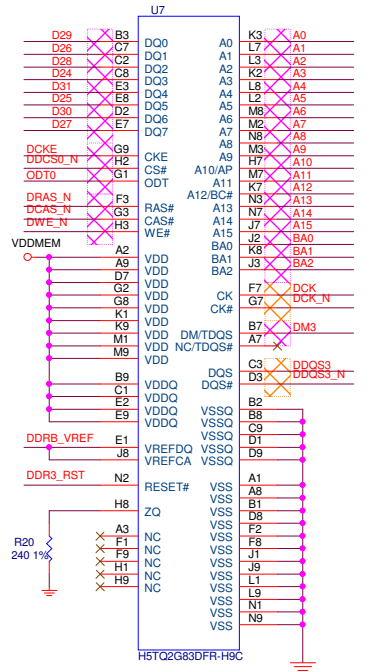 U7
D29 B3 DQ0 A0 K3 A0
D26 C7 DQ1 A1 L7 A1
D28 C2 DQ2 A2 L3 A2
D24 C8 DQ3 A3 K2 A3
D31 E3 DQ4 A4 L8 A4
D25 E8 DQ5 A5 L2 A5
D30 D2 DQ6 A6 M8 A6
D27 E7 DQ7 A7 M2 A7
A8 N8 A8
A9 M3 A9
DCKE G9 CKE A10/AP H7 A10
DDCS0_N H2 CS# A11 M7 A11
ODT0 G1 ODT A12/BC# K7 A12
A13 N3 A13
DRAS_N F3 RAS# A14 N7 A14
DCAS_N G3 CAS# A15 J7 A15
DWE_N H3 WE# BA0 J2 BA0
BA1 K8 BA1
BA2 J3 BA2
VDDMEM
A2 VDD
A9 VDD
D7 VDD
G2 VDD CK F7 DCK
G8 VDD CK# G7 DCK_N
K1 VDD
K9 VDD DM/TDQS B7 DM3
M1 VDD NC/TDQS# A7
M9 VDD
DQS C3 DDQS3
B9 VDDQ DQS# D3 DDQS3_N
C1 VDDQ
E2 VDDQ VSSQ B2
E9 VDDQ VSSQ B8
VSSQ C9
DDRB_VREF E1 VREFDQ VSSQ D1
J8 VREFCA VSSQ D9
DDR3_RST N2 RESET# VSS A1
VSS A8
H8 ZQ VSS B1
VSS D8
A3 NC VSS F2
R20 F1 NC VSS F8
240 1% F9 NC VSS J1
H1 NC VSS J9
H9 NC VSS L1
VSS L9
VSS N1
VSS N9
H5TQ2G83DFR-H9C